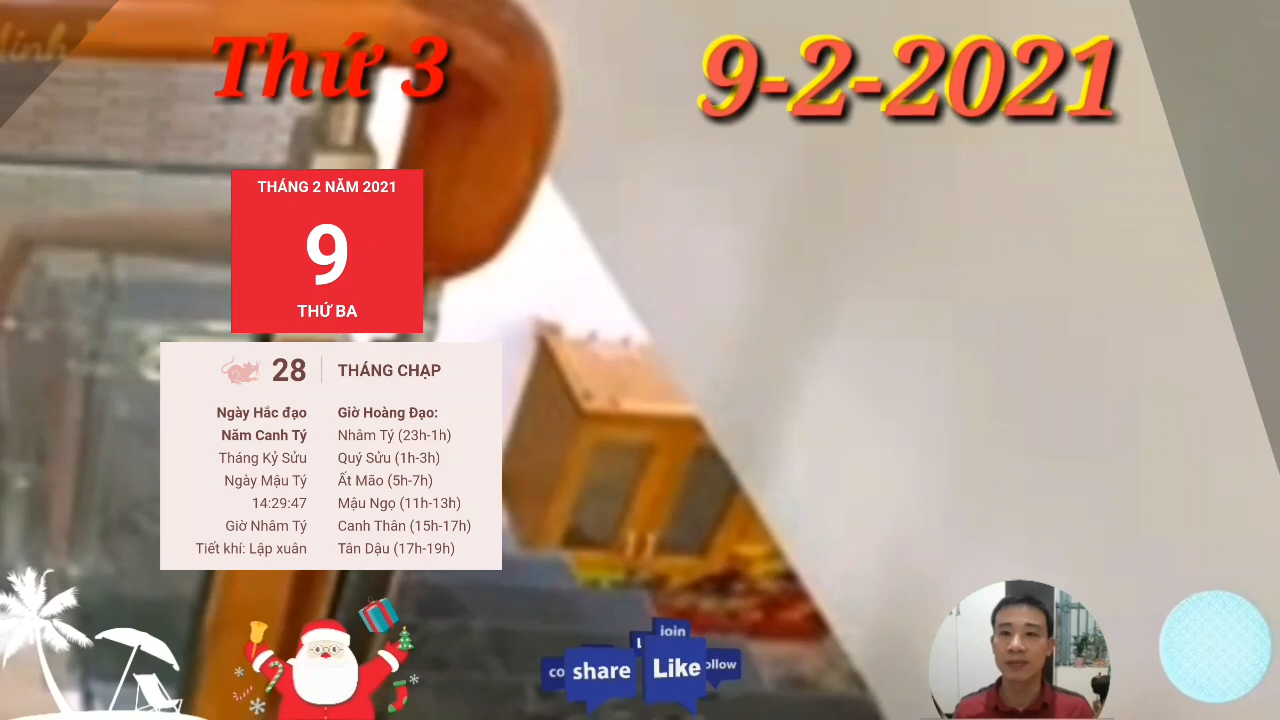 Thứ 3
9-2-2021
THÁNG 2 NĂM 2021
9
THỨ BA
28
THÁNG CHẠP
Ngày Hắc đạo
Năm Canh Tý
Tháng Kỷ Sửu
Ngày Mậu Tý
14:29:47
Giờ Nhâm Tý
Tiết khí: Lập xuân
Giờ Hoàng Đạo:
Nhâm Tý (23h-1h)
Quý Sửu (1h-3h)
Ất Mão (5h-7h)
Mậu Ngọ (11h-13h)
Canh Thân (15h-17h)
Tân Dậu (17h-19h)
join
L
co share Like ollow